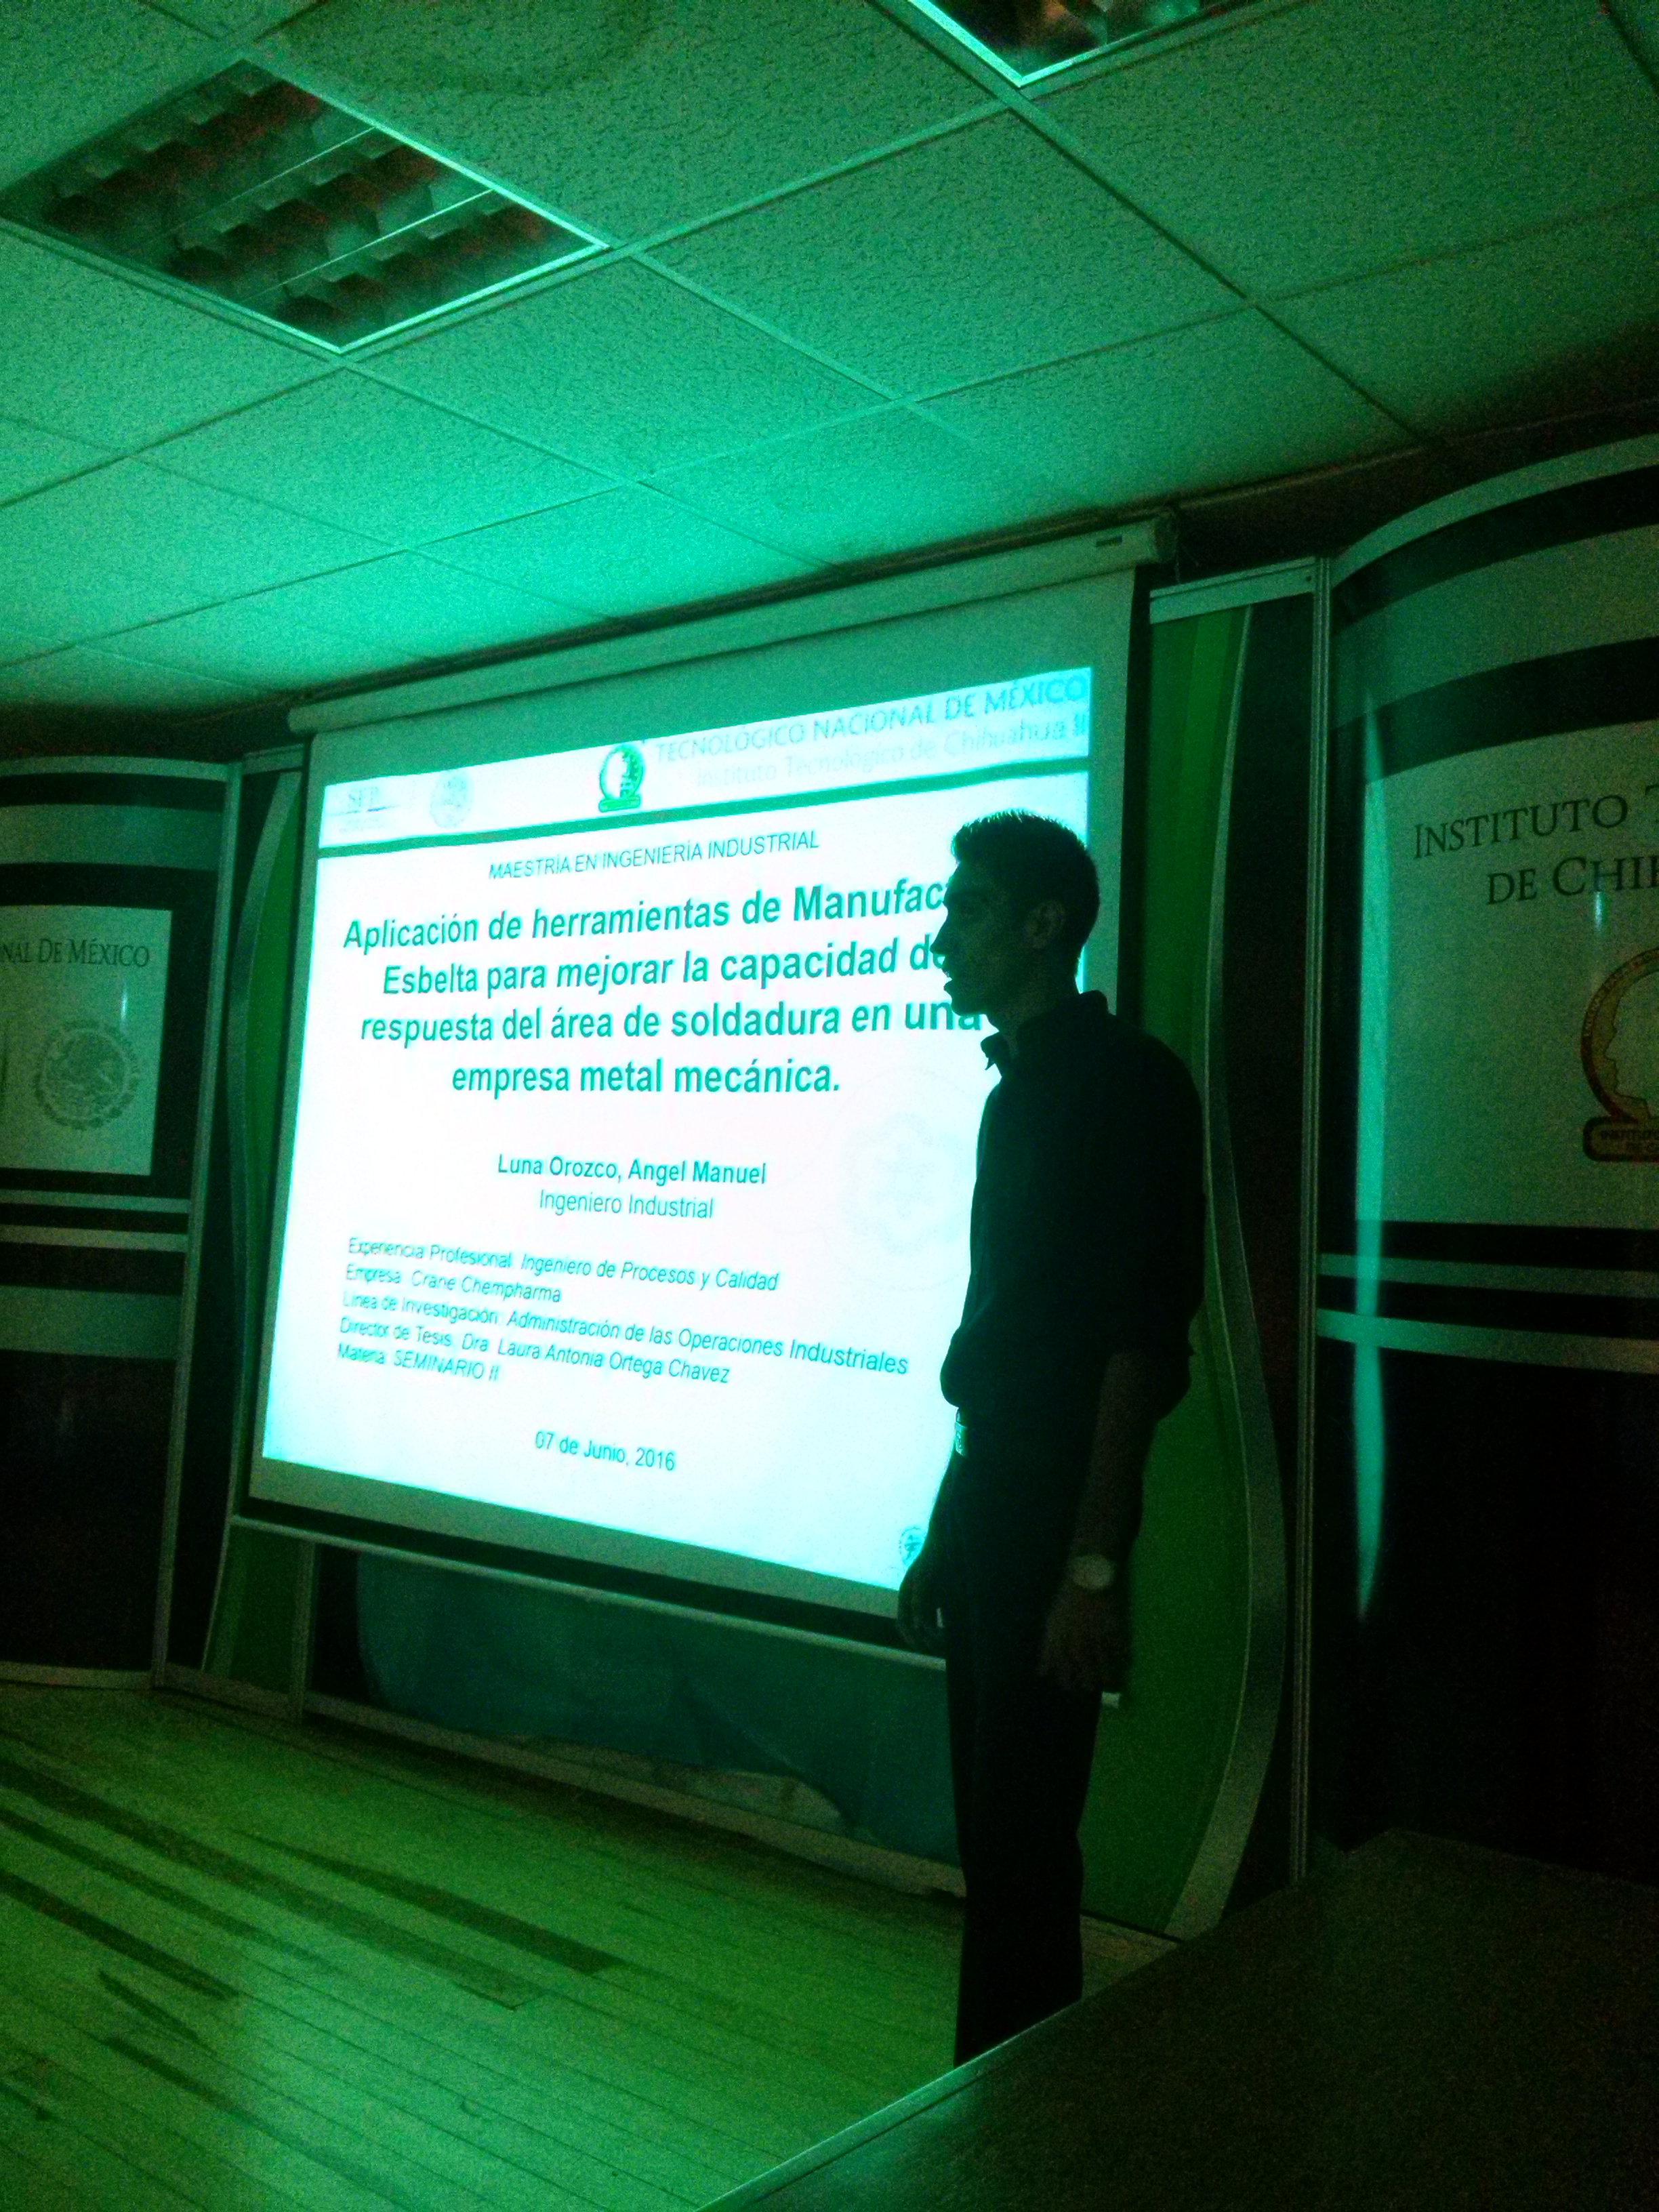 TECNOLÓGICO NACIONAL DE MÉXICO
Instituto Tecnológico de Chihuahua II
SEP
MAESTRÍA EN INGENIERÍA INDUSTRIAL
Aplicación de herramientas de Manufac
Esbelta para mejorar la capacidad de
respuesta del área de soldadura en una
empresa metal mecánica.
Luna Orozco, Angel Manuel
Ingeniero Industrial
Experiencia Profesional: Ingeniero de Procesos y Calidad
Empresa: Crane Chempharma
Línea de Investigación: Administración de las Operaciones Industriales
Director de Tesis: Dra. Laura Antonia Ortega Chavez
Materia: SEMINARIO II
07 de Junio, 2016
NAL DE MÉXICO
INSTITUTO T
DE CHI